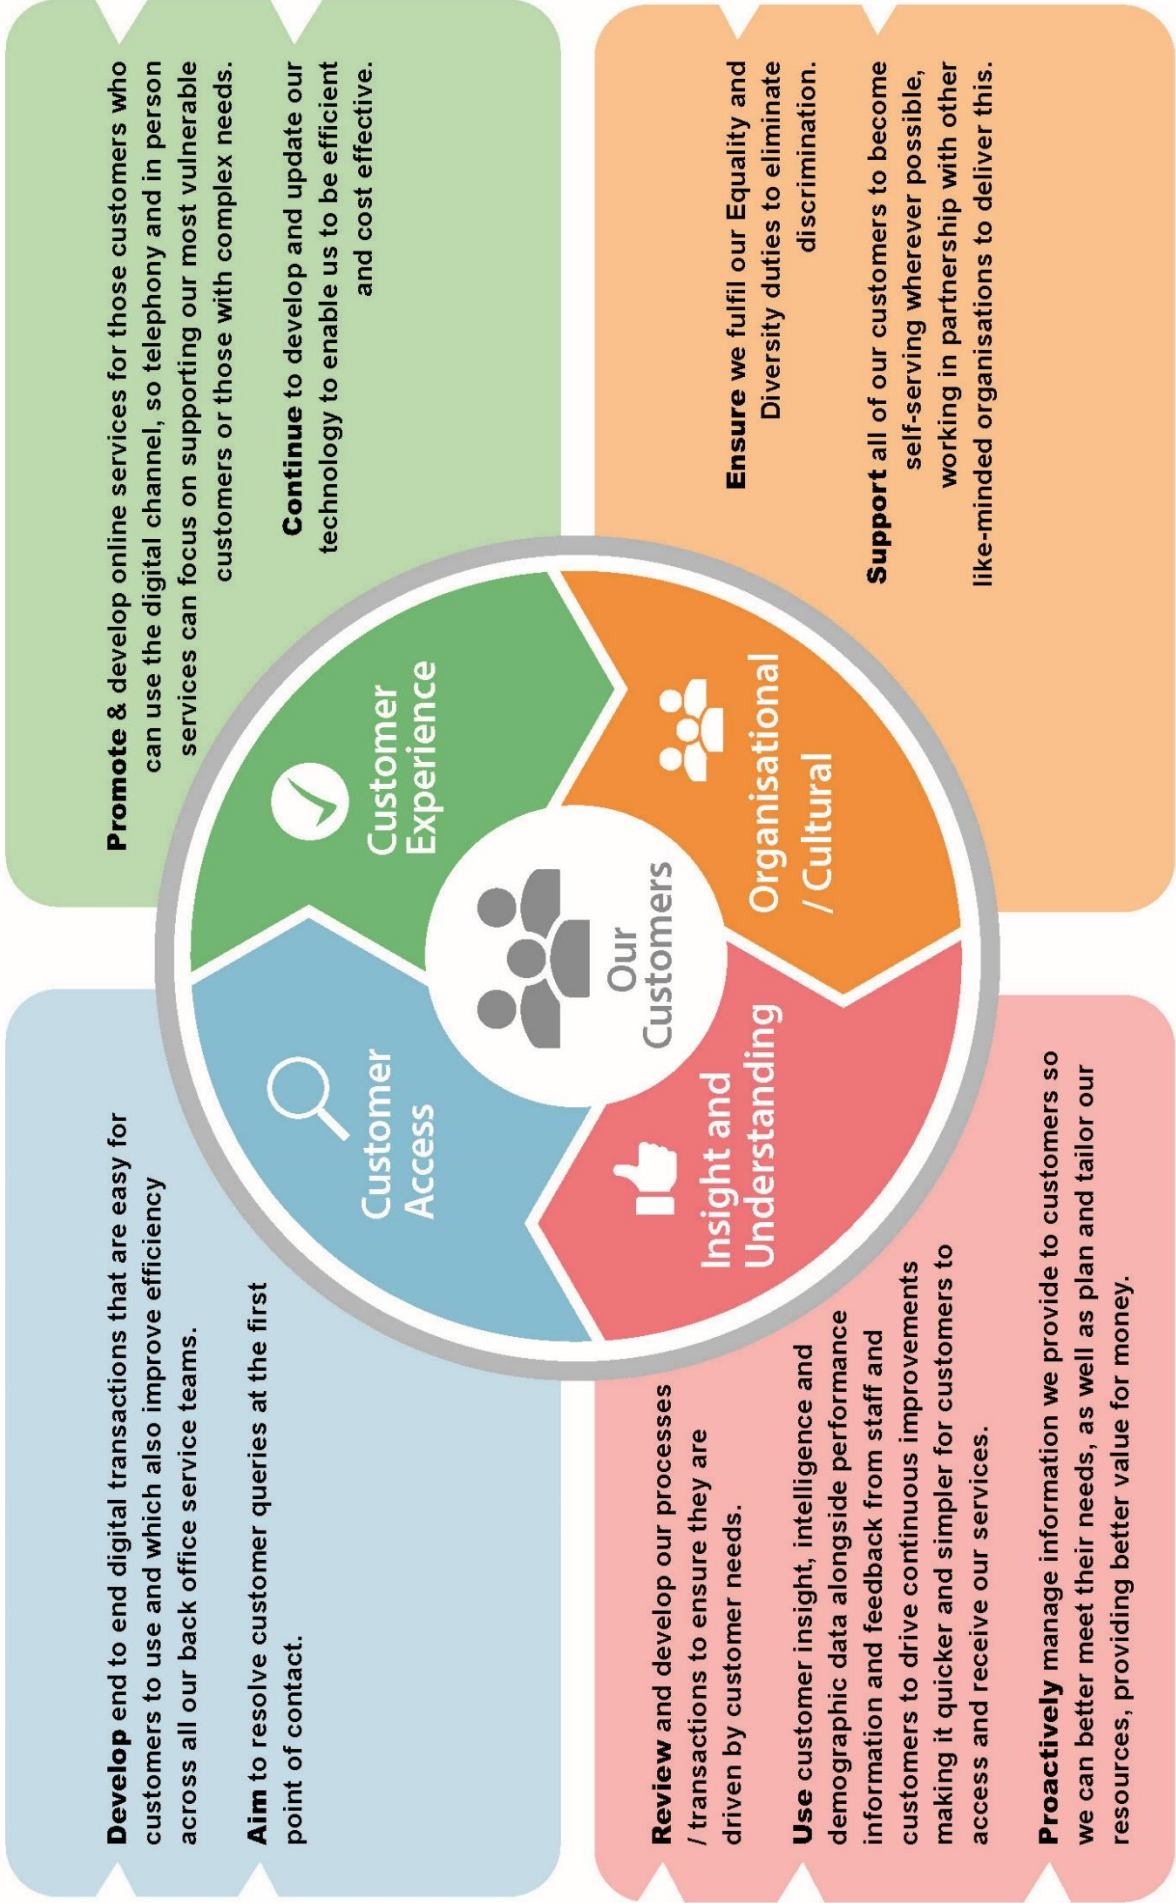 Develop end to end digital transactions that are easy for
customers to use and which also improve efficiency
across all our back office service teams.
Aim to resolve customer queries at the first
point of contact.
Promote & develop online services for those customers who
can use the digital channel, so telephony and in person
services can focus on supporting our most vulnerable
customers or those with complex needs.
Continue to develop and update our
technology to enable us to be efficient
and cost effective.
Customer
Access
Customer
Experience
Our
Customers
Insight and
Understanding
Organisational
/ Cultural
Review and develop our processes
/ transactions to ensure they are
driven by customer needs.
Use customer insight, intelligence and
demographic data alongside performance
information and feedback from staff and
customers to drive continuous improvements
making it quicker and simpler for customers to
access and receive our services.
Proactively manage information we provide to customers so
we can better meet their needs, as well as plan and tailor our
resources, providing better value for money.
Ensure we fulfil our Equality and
Diversity duties to eliminate
discrimination.
Support all of our customers to become
self-serving wherever possible,
working in partnership with other
like-minded organisations to deliver this.